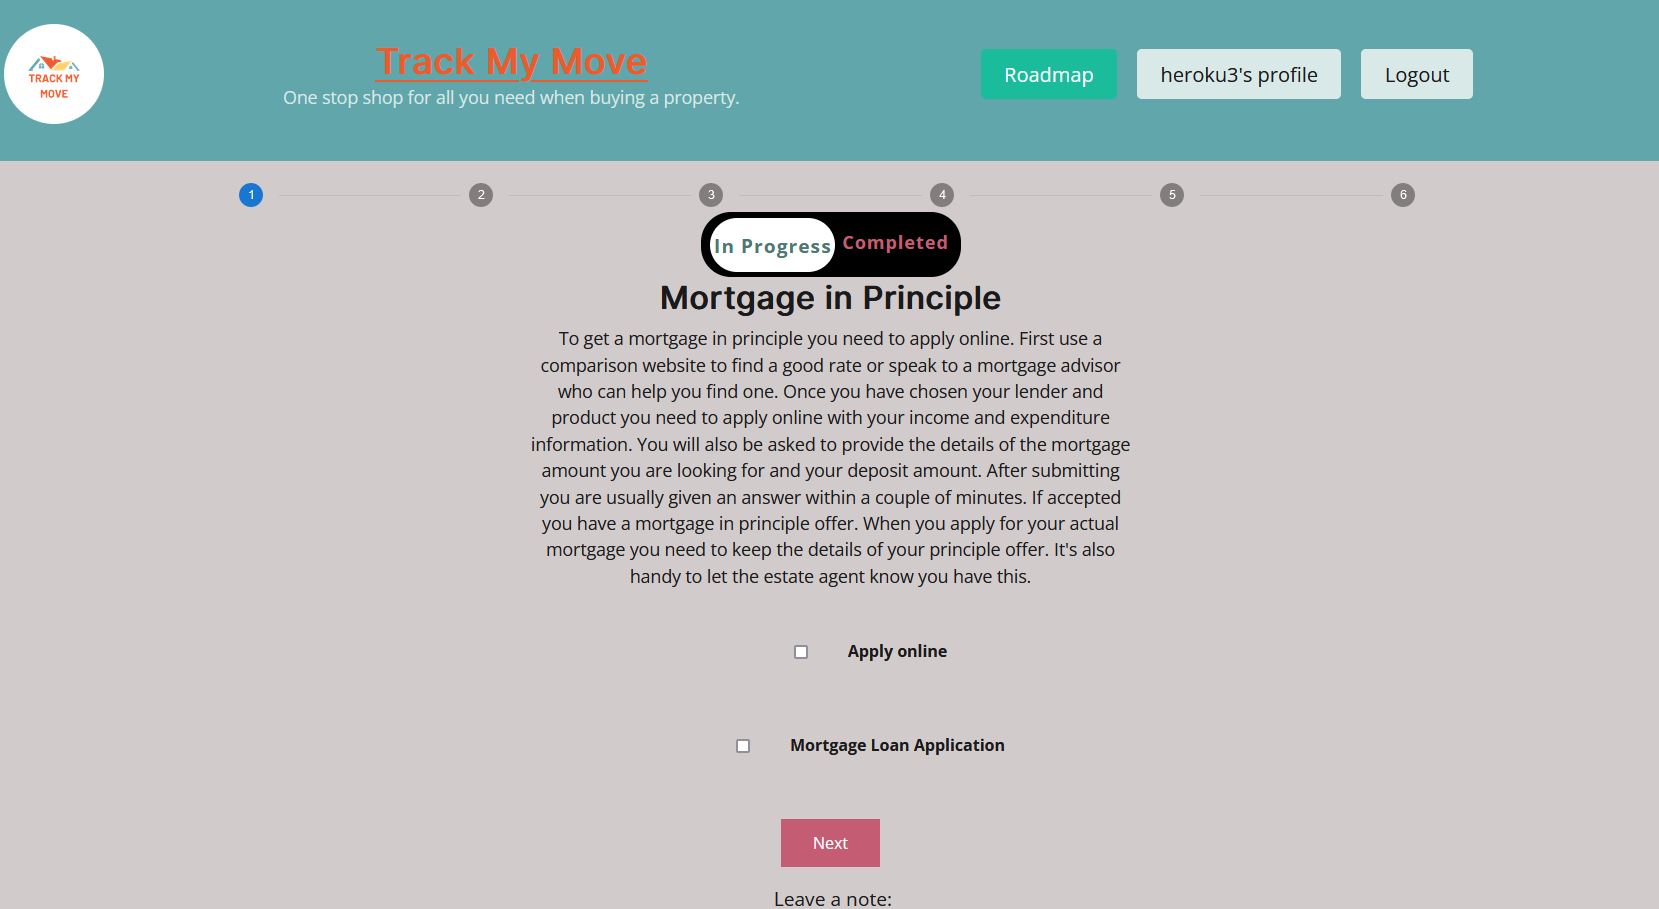 TRACK MY
MOVE
Track My Move
One stop shop for all you need when buying a property.
Roadmap
heroku3's profile
Logout
1
2
3
4
5
6
In Progress
Completed
Mortgage in Principle
To get a mortgage in principle you need to apply online. First use a
comparison website to find a good rate or speak to a mortgage advisor
who can help you find one. Once you have chosen your lender and
product you need to apply online with your income and expenditure
information. You will also be asked to provide the details of the mortgage
amount you are looking for and your deposit amount. After submitting
you are usually given an answer within a couple of minutes. If accepted
you have a mortgage in principle offer. When you apply for your actual
mortgage you need to keep the details of your principle offer. It's also
handy to let the estate agent know you have this.
Apply online
Mortgage Loan Application
Next
Leave a note: